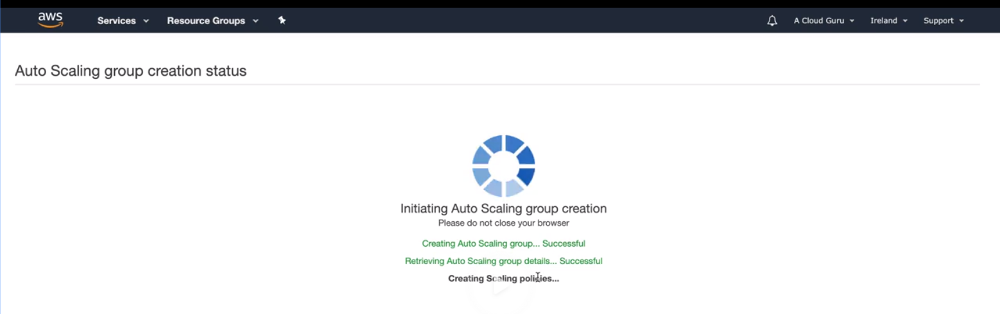 aws Services Resource Groups A Cloud Guru Ireland Support
Auto Scaling group creation status
Initiating Auto Scaling group creation
Please do not close your browser
Creating Auto Scaling group... Successful
Retrieving Auto Scaling group details... Successful
Creating Scaling policies...